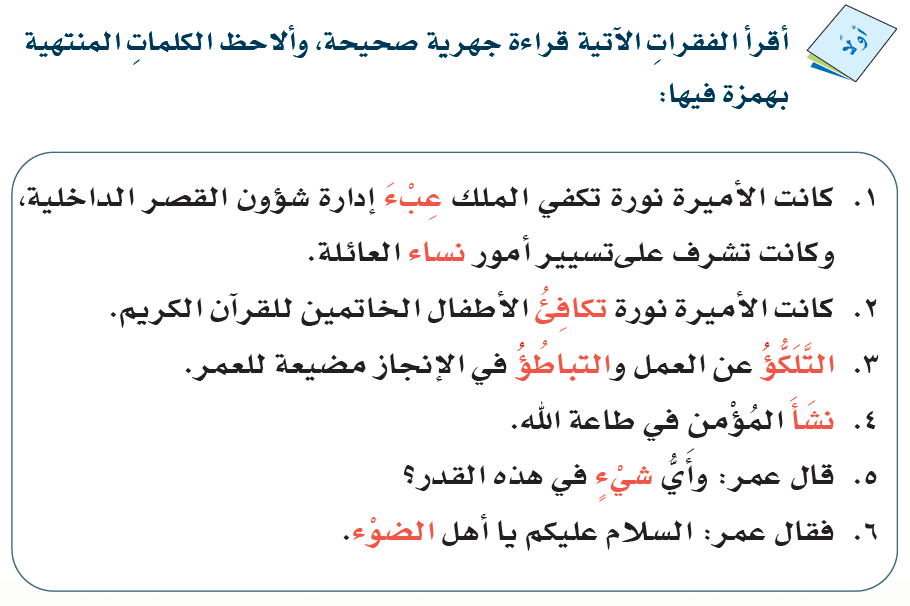 أولًا
أقرأ الفقراتِ الآتية قراءة جهرية صحيحة، وألاحظ الكلماتِ المنتهية
بهمزة فيها:
١. كانت الأميرة نورة تكفي الملك عِبْءَ إدارة شؤون القصر الداخلية،
وكانت تشرف على تسيير أمور نساء العائلة.
٢. كانت الأميرة نورة تكافِئُ الأطفال الخاتمين للقرآن الكريم.
٣. التَّلَكُّؤُ عن العمل والتباطُؤُ في الإنجاز مضيعة للعمر.
٤. نشَأَ المُؤْمن في طاعة الله.
٥. قال عمر: وأَيُّ شيْءٍ في هذه القدر؟
٦. فقال عمر: السلام عليكم يا أهل الضوْء.